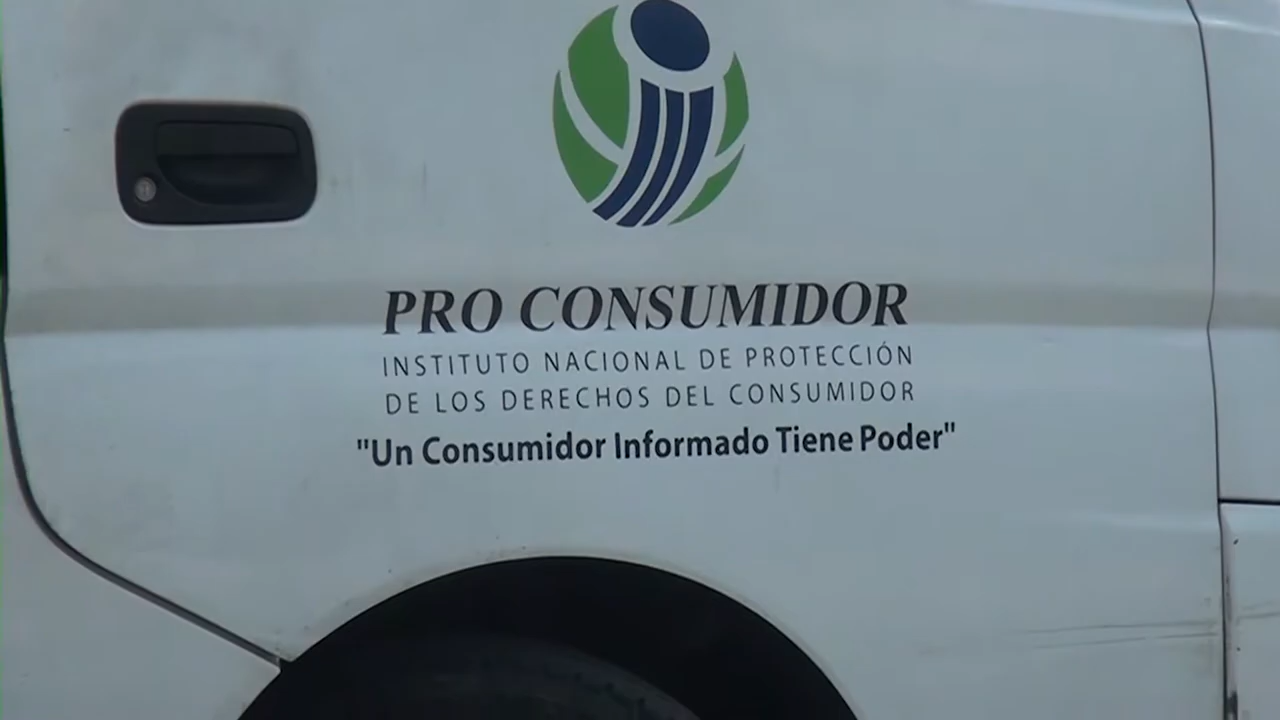 PRO CONSUMIDOR
INSTITUTO NACIONAL DE PROTECCIÓN
DE LOS DERECHOS DEL CONSUMIDOR
"Un Consumidor Informado Tiene Poder"